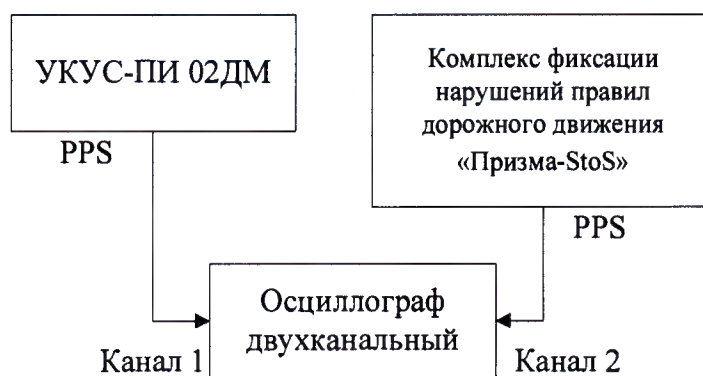 УКУС-ПИ 02ДМ
PPS
Комплекс фиксации
нарушений правил
дорожного движения
«Призма-StoS»
PPS
Осциллограф
двухканальный
Канал 1
Канал 2